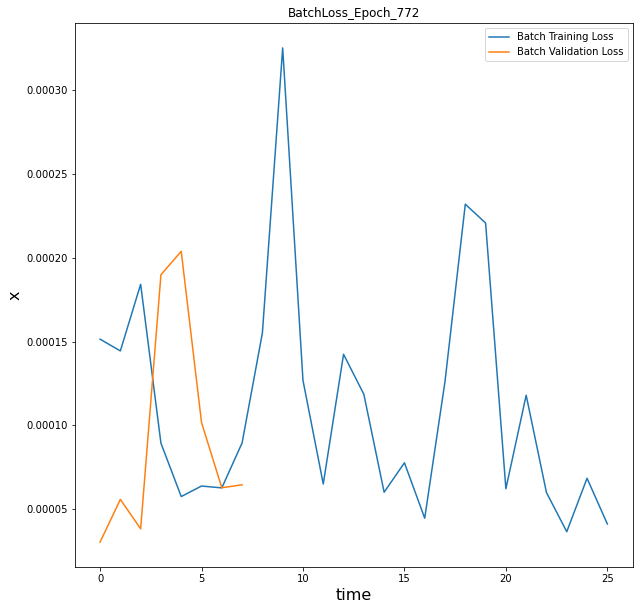 BatchLoss_Epoch_772
Batch Training Loss
Batch Validation Loss
0.00030
0.00025
0.00020
0.00015
0.00010
0.00005
x
0 5 10 15 20 25
time